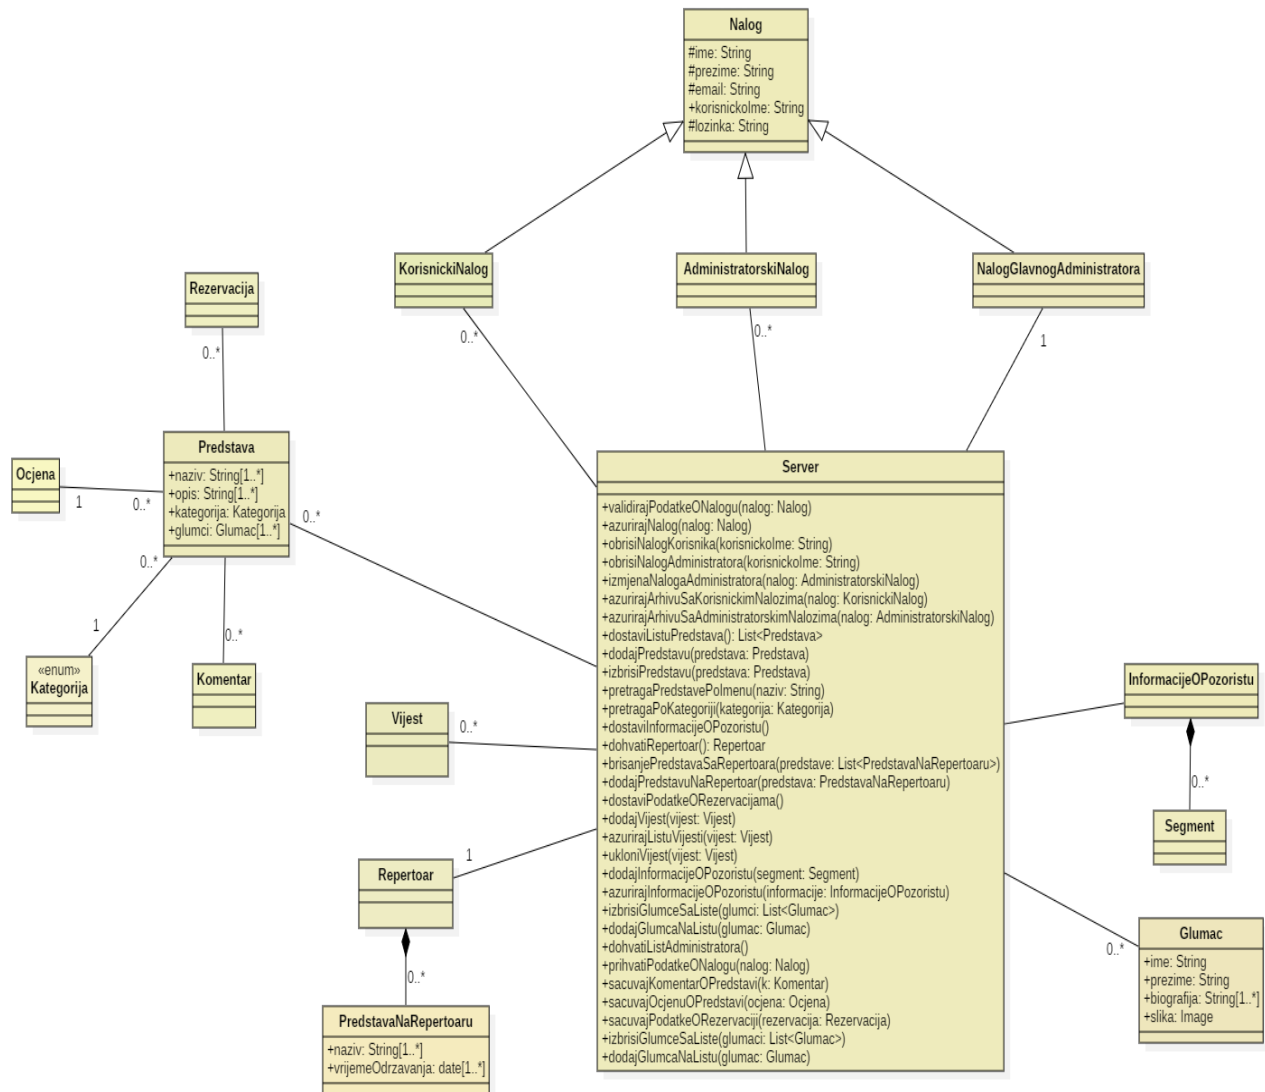 Nalog
#ime: String
#prezime: String
#email: String
+korisnickoIme: String
#lozinka: String
KorisnickiNalog
AdministratorskiNalog
NalogGlavnogAdministratora
0..*
0..*
1
Rezervacija
0..*
Predstava
+naziv: String[1..*]
+opis: String[1..*]
+kategorija: Kategorija
+glumci: Glumac[1..*]
Ocjena
1
0..*
0..*
0..*
1
0..*
«enum»
Kategorija
Komentar
Server
+validirajPodatkeONalogu(nalog: Nalog)
+azurirajNalog(nalog: Nalog)
+obrisiNalogKorisnika(korisnickoIme: String)
+obrisiNalogAdministratora(korisnickoIme: String)
+izmjenaNalogaAdministratora(nalog: AdministratorskiNalog)
+azurirajArhivuSaKorisnickimNalozima(nalog: KorisnickiNalog)
+azurirajArhivuSaAdministratorskimNalozima(nalog: AdministratorskiNalog)
+dostaviListuPredstava(): List<Predstava>
+dodajPredstavu(predstava: Predstava)
+izbrisiPredstavu(predstava: Predstava)
+pretragaPredstavePoImenu(naziv: String)
+pretragaPoKategoriji(kategorija: Kategorija)
+dostaviInformacijeOPozoristu()
+dohvatiRepertoar(): Repertoar
+brisanjePredstavaSaRepertoara(predstave: List<PredstavaNaRepertoaru>)
+dodajPredstavuNaRepertoar(predstava: PredstavaNaRepertoaru)
+dostaviPodatkeORezervacijama()
+dodajVijest(vijest: Vijest)
+azurirajListuVijesti(vijest: Vijest)
+ukloniVijest(vijest: Vijest)
+dodajInformacijeOPozoristu(segment: Segment)
+azurirajInformacijeOPozoristu(informacije: InformacijeOPozoristu)
+izbrisiGlumceSaListe(glumci: List<Glumac>)
+dodajGlumcaNaListu(glumac: Glumac)
+dohvatiListAdministratora()
+prihvatiPodatkeONalogu(nalog: Nalog)
+sacuvajKomentarOPredstavi(k: Komentar)
+sacuvajOcjenuOPredstavi(ocjena: Ocjena)
+sacuvajPodatkeORezervaciji(rezervacija: Rezervacija)
+izbrisiGlumceSaListe(glumaci: List<Glumac>)
+dodajGlumcaNaListu(glumac: Glumac)
Vijest
0..*
Repertoar
1
0..*
PredstavaNaRepertoaru
+naziv: String[1..*]
+vrijemeOdrzavanja: date[1..*]
InformacijeOPozoristu
0..*
Segment
0..*
Glumac
+ime: String
+prezime: String
+biografija: String[1..*]
+slika: Image